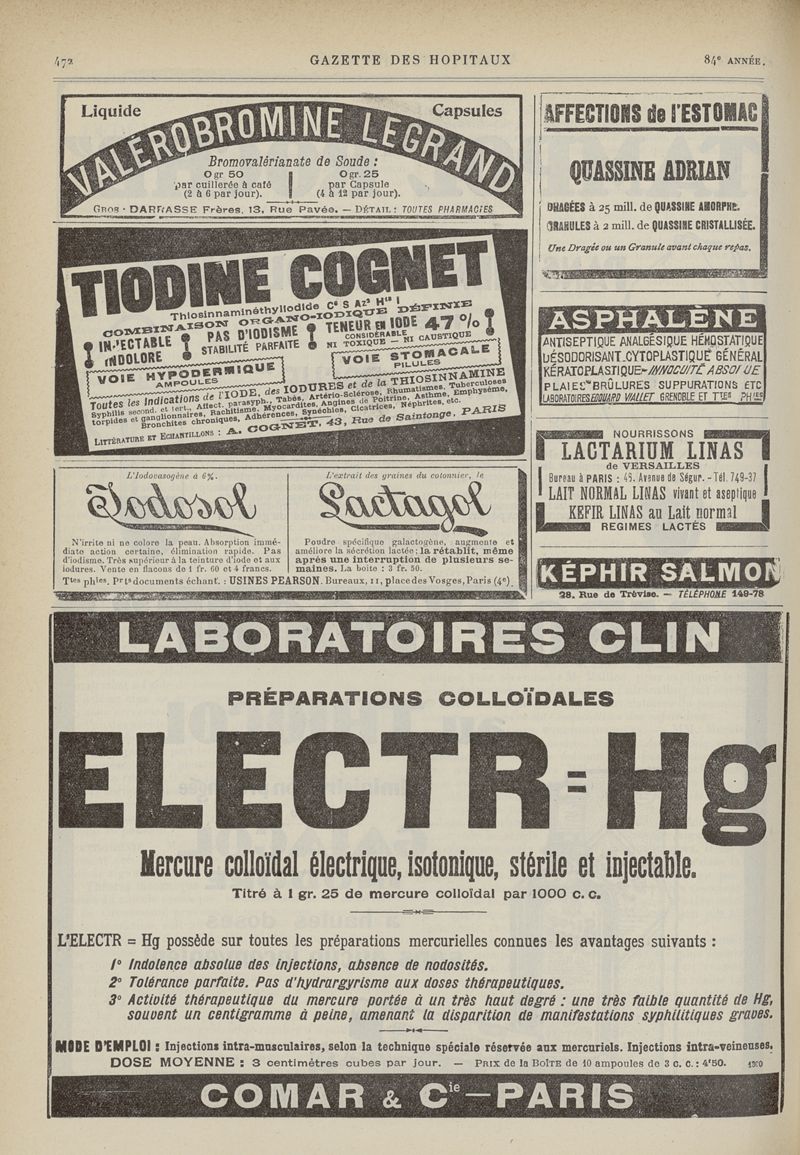 472
GAZETTE DES HOPITAUX
84e ANNÉE.
Liquide
Capsules
VALÉROBROMINE LEGRAND
Bromovalérianate de Soude :
0 gr 50
par cuillerée à café
(2 à 6 par jour).
0 gr. 25
par Capsule
(4 à 12 par jour).
GROS : DARRASSE Frères, 13, Rue Pavée. — DÉTAIL : TOUTES PHARMACIES
TIODINE COGNET
Thiosinnaminéthyliodide C6 S Az2 H13 I
COMBINAISON ORGANO-IODIQUE DÉFINIE
INJECTABLE
INDOLORE
PAS D'IODISME
STABILITÉ PARFAITE
TENEUR EN IODE 47 %
CONSIDÉRABLE
NI TOXIQUE — NI CAUSTIQUE
VOIE HYPODERMIQUE
AMPOULES
VOIE STOMACALE
PILULES
Toutes les Indications de l'IODE, des IODURES et de la THIOSINNAMINE
Syphilis second. et tert., Affect. parasyph., Tabès, Artério-Sclérose, Rhumatismes, Tuberculoses
torpides et ganglionnaires, Rachitisme, Myocardites, Angines de Poitrine, Asthme, Emphysème,
Bronchites chroniques, Adhérences, Synéchies, Cicatrices, Néphrites, etc.
LITTÉRATURE ET ECHANTILLONS : A. COGNET, 43, Rue de Saintonge, PARIS
L'Iodovasogène à 6%.
Iodosol
N'irrite ni ne colore la peau. Absorption immé-
diate action certaine, élimination rapide. Pas
d'iodisme. Très supérieur à la teinture d'iode et aux
iodures. Vente en flacons de 1 fr. 60 et 4 francs.
L'extrait des graines du cotonnier, le
Lactagol
Poudre spécifique galactogène, augmente et
améliore la sécrétion lactée; la rétablit, même
après une interruption de plusieurs se-
maines. La boîte : 3 fr. 50.
Ttes phies. Prts documents échant. : USINES PEARSON. Bureaux, 11, place des Vosges, Paris (4e).
AFFECTIONS de l'ESTOMAC
QUASSINE ADRIAN
DRAGÉES à 25 mill. de QUASSINE AMORPHE.
GRANULES à 2 mill. de QUASSINE CRISTALLISÉE.
Une Dragée ou un Granule avant chaque repas.
ASPHALÈNE
ANTISEPTIQUE ANALGÉSIQUE HÉMOSTATIQUE
DÉSODORISANT_CYTOPLASTIQUE GÉNÉRAL
KÉRATOPLASTIQUE-INNOCUITÉ ABSOLUE
PLAIES BRÛLURES SUPPURATIONS ETC
LABORATOIRES EDOUARD VIALLET GRENOBLE ET Ttes PHies
NOURRISSONS
LACTARIUM LINAS
de VERSAILLES
Bureau à PARIS : 45, Avenue de Ségur. - Tél. 749-37
LAIT NORMAL LINAS vivant et aseptique
KEFIR LINAS au Lait normal
REGIMES LACTÉS
KÉPHIR SALMON
28, Rue de Trévise. — TÉLÉPHONE 149-78
LABORATOIRES CLIN
PRÉPARATIONS COLLOÏDALES
ELECTR=Hg
Mercure colloïdal électrique, isotonique, stérile et injectable.
Titré à 1 gr. 25 de mercure colloïdal par 1000 c. c.
L'ELECTR = Hg possède sur toutes les préparations mercurielles connues les avantages suivants :
1° Indolence absolue des injections, absence de nodosités.
2° Tolérance parfaite. Pas d'hydrargyrisme aux doses thérapeutiques.
3° Activité thérapeutique du mercure portée à un très haut degré : une très faible quantité de Hg,
souvent un centigramme à peine, amenant la disparition de manifestations syphilitiques graves.
MODE D'EMPLOI : Injections intra-musculaires, selon la technique spéciale réservée aux mercuriels. Injections intra-veineuses.
DOSE MOYENNE : 3 centimètres cubes par jour. — PRIX de la BOÎTE de 10 ampoules de 3 c. c. : 4f50.
COMAR & Cie — PARIS